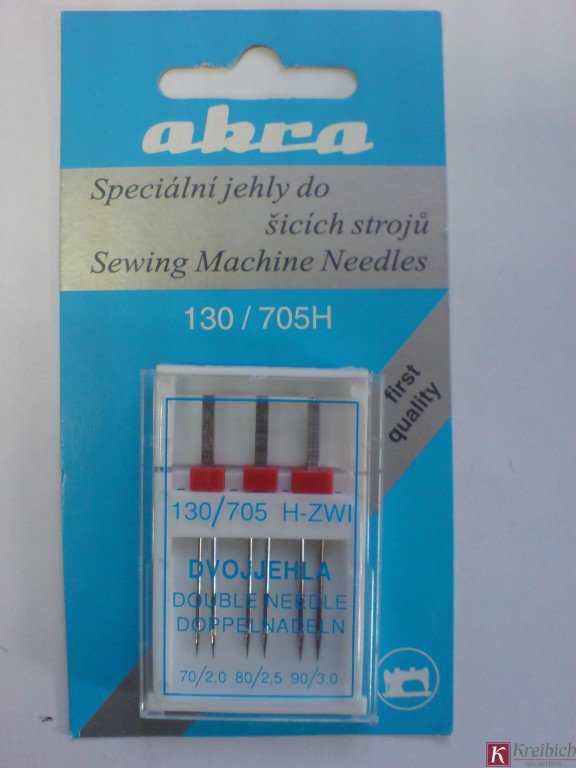 akra
Speciální jehly do
šicích strojů
Sewing Machine Needles
130 / 705H
first
quality
130/705 H-ZWI
DVOJJEHLA
DOUBLE NEEDLE
DOPPELNADELN
70/2,0 80/2,5 90/3,0
K Kreibich
GALANTERIE